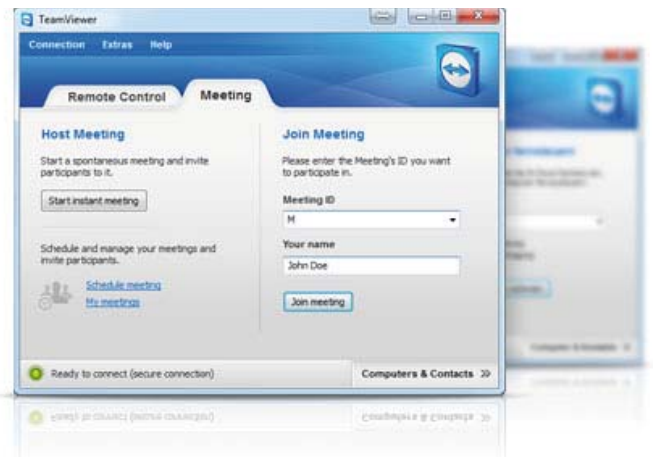 TeamViewer
Connection Extras Help
Remote Control
Meeting
Host Meeting
Start a spontaneous meeting and invite
participants to it.
Start instant meeting
Schedule and manage your meetings and
invite participants.
Schedule meeting
My meetings
Join Meeting
Please enter the Meeting's ID you want
to participate in.
Meeting ID
M
Your name
John Doe
Join meeting
Ready to connect (secure connection)
Computers & Contacts